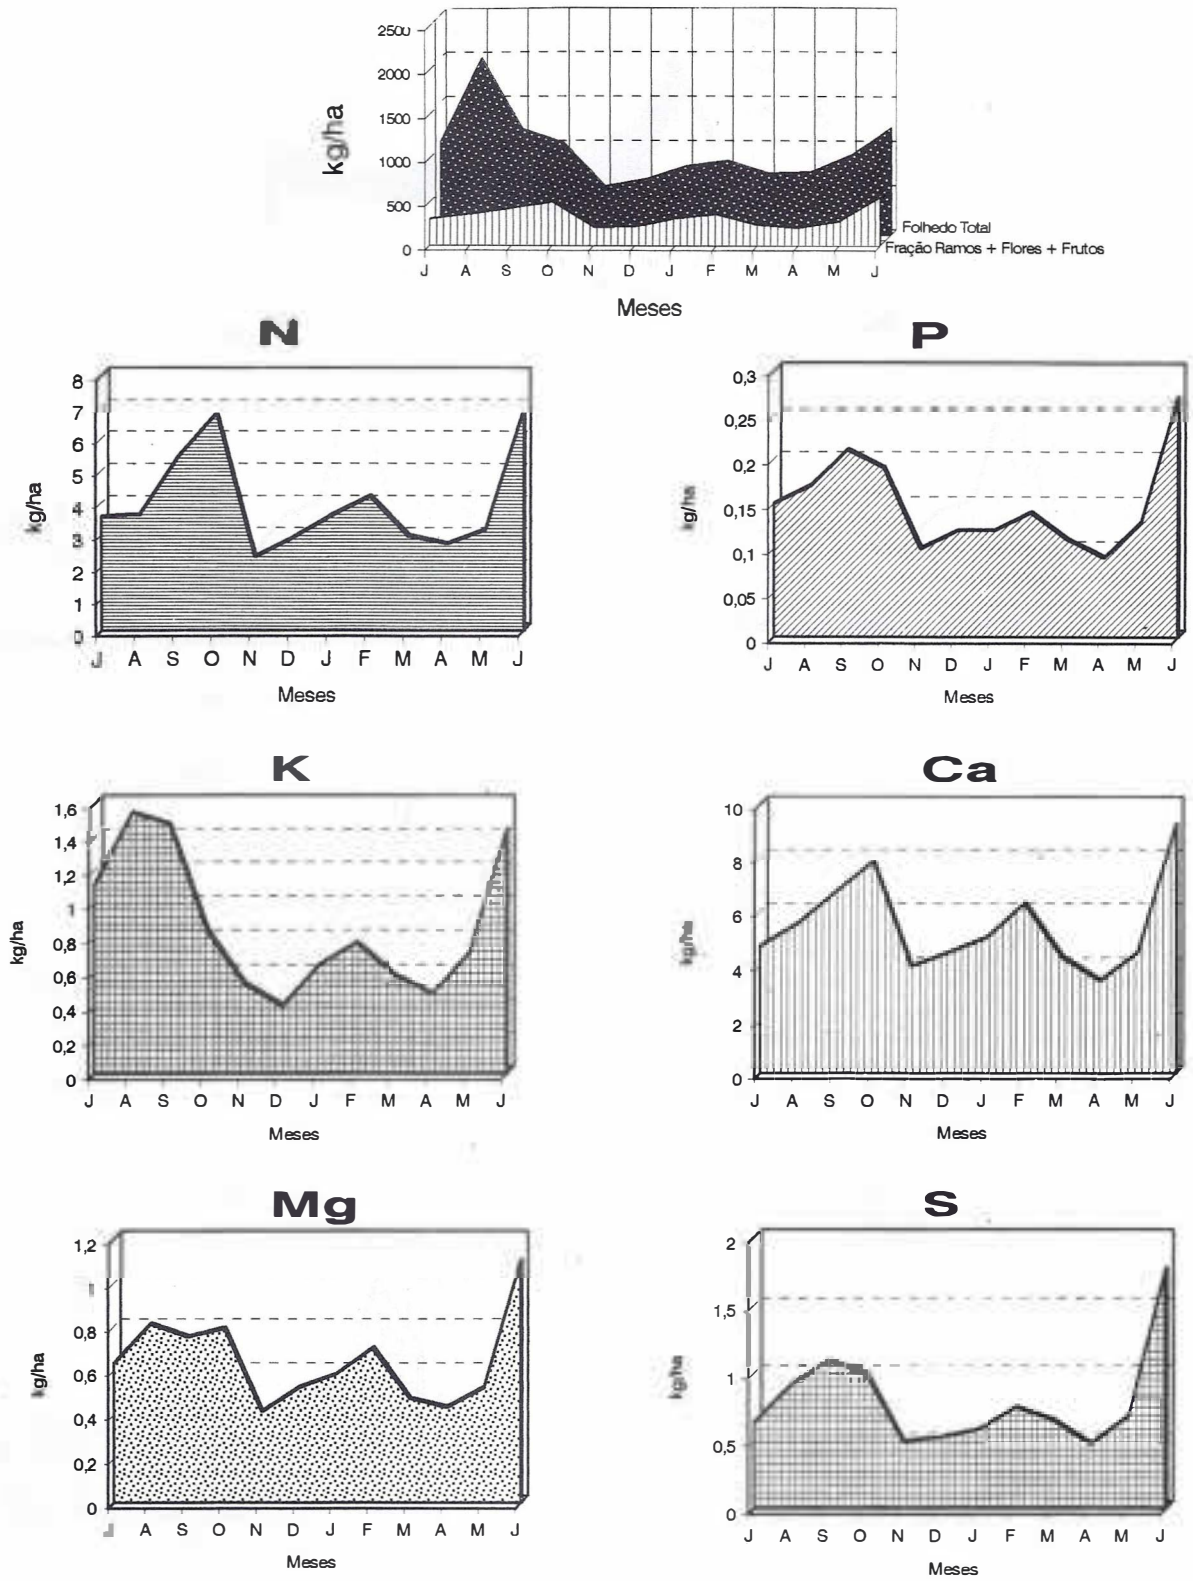 kg/ha
2500
2000
1500
1000
500
0
J A S O N D J F M A M J
Folhedo Total
Fração Ramos + Flores + Frutos
Meses
N
kg/ha
8
7
6
5
4
3
2
1
0
J A S O N D J F M A M J
Meses
P
kg/ha
0,3
0,25
0,2
0,15
0,1
0,05
0
J A S O N D J F M A M J
Meses
K
kg/ha
1,6
1,4
1,2
1
0,8
0,6
0,4
0,2
0
J A S O N D J F M A M J
Meses
Ca
kg/ha
10
8
6
4
2
0
J A S O N D J F M A M J
Meses
Mg
kg/ha
1,2
1
0,8
0,6
0,4
0,2
0
J A S O N D J F M A M J
Meses
S
kg/ha
2
1,5
1
0,5
0
J A S O N D J F M A M J
Meses